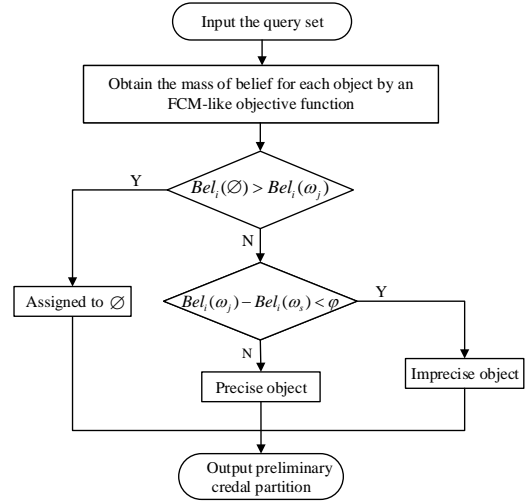 Input the query set
Obtain the mass of belief for each object by an
FCM-like objective function
Bel_i(∅) > Bel_i(ω_j)
Y
N
Assigned to ∅
Bel_i(ω_j) − Bel_i(ω_s) < φ
Y
N
Precise object
Imprecise object
Output preliminary
credal partition